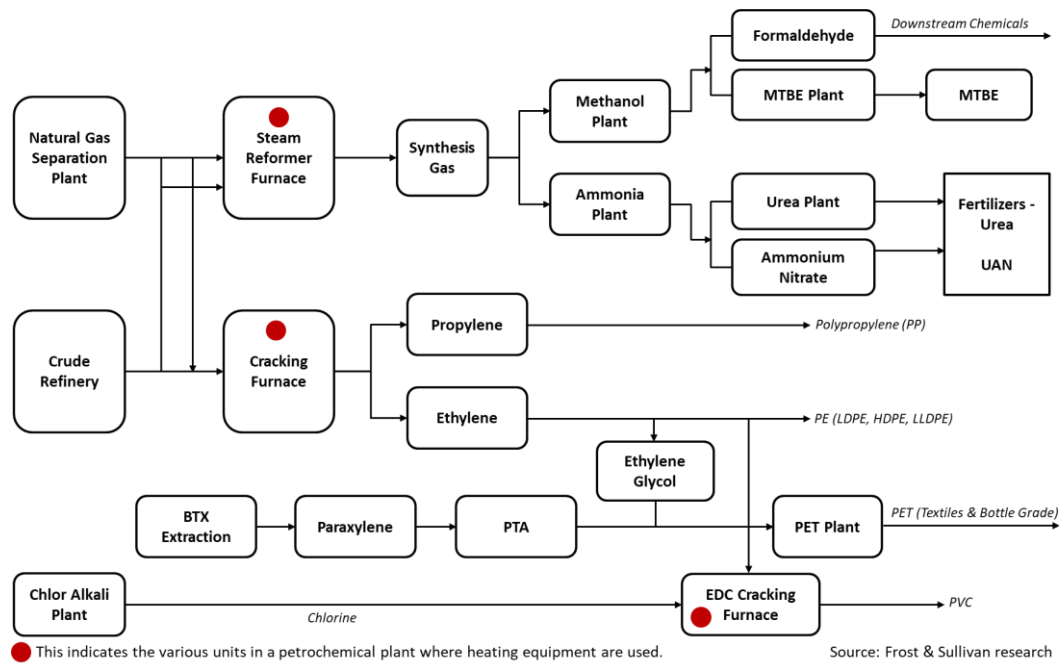 Formaldehyde
Downstream Chemicals
Methanol
Plant
MTBE Plant
MTBE
Natural Gas
Separation
Plant
Steam
Reformer
Furnace
Synthesis
Gas
Ammonia
Plant
Urea Plant
Ammonium
Nitrate
Fertilizers -
Urea
UAN
Crude
Refinery
Cracking
Furnace
Propylene
Polypropylene (PP)
Ethylene
PE (LDPE, HDPE, LLDPE)
Ethylene
Glycol
BTX
Extraction
Paraxylene
PTA
PET Plant
PET (Textiles & Bottle Grade)
Chlor Alkali
Plant
Chlorine
EDC Cracking
Furnace
PVC
This indicates the various units in a petrochemical plant where heating equipment are used.
Source: Frost & Sullivan research